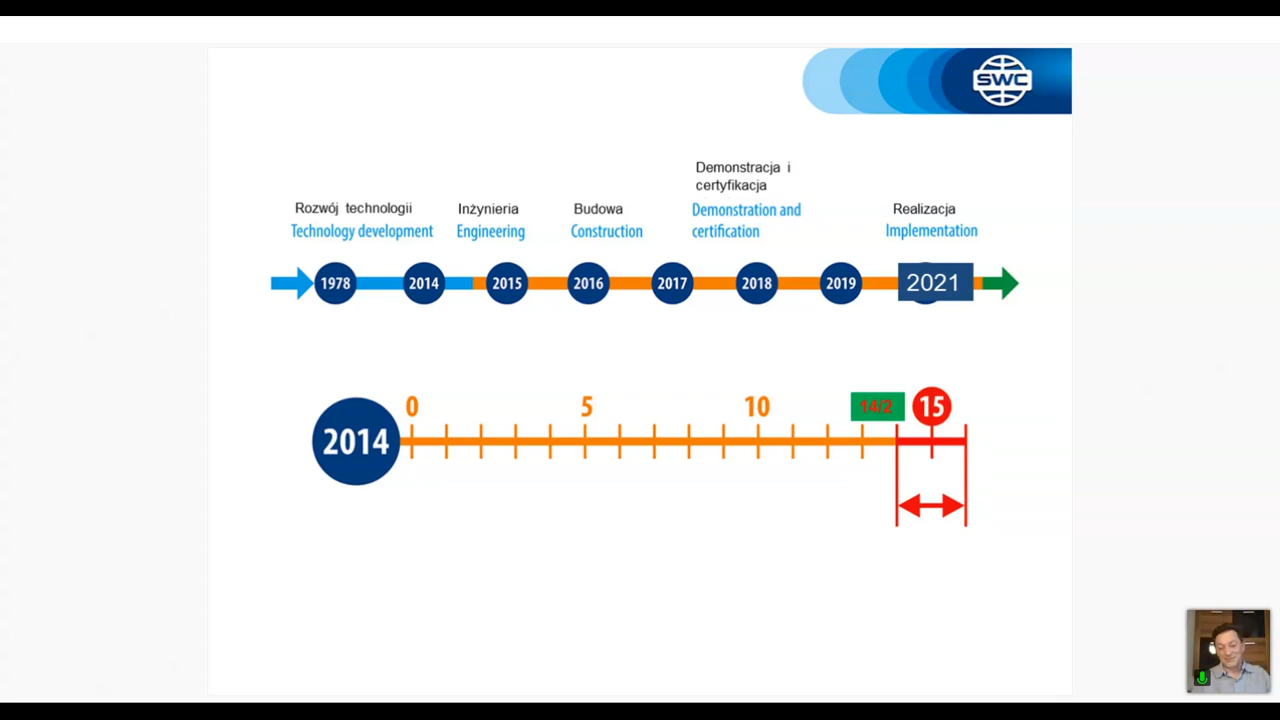 SWC
Demonstracja i
certyfikacja
Rozwój technologii
Inżynieria
Budowa
Demonstration and
Realizacja
Technology development
Engineering
Construction
certification
Implementation
1978
2014
2015
2016
2017
2018
2019
2021
0
5
10
14/2
15
2014